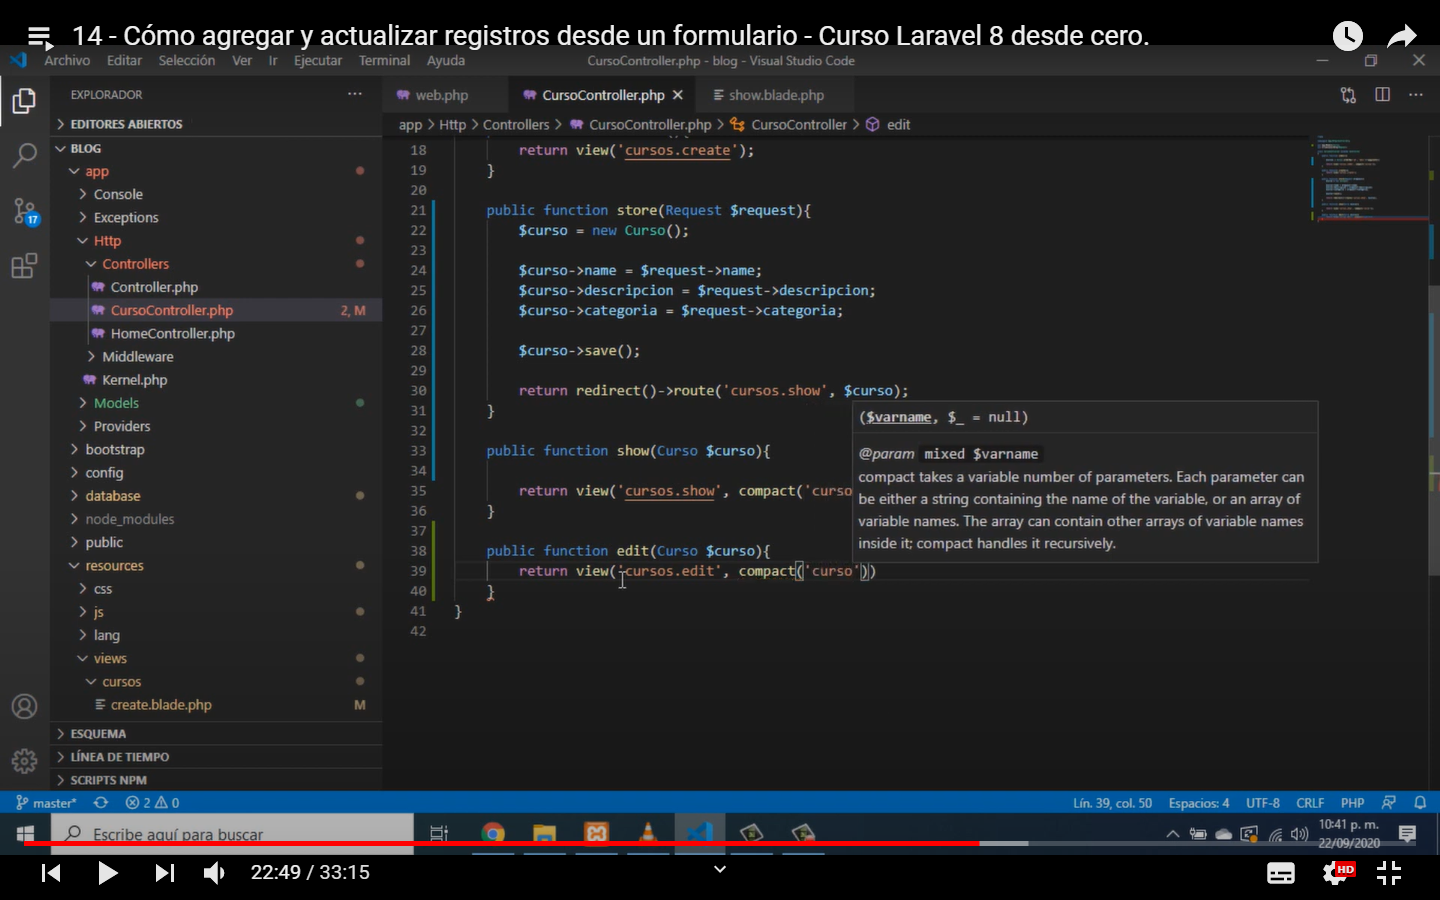 14 - Cómo agregar y actualizar registros desde un formulario - Curso Laravel 8 desde cero.
Archivo Editar Selección Ver Ir Ejecutar Terminal Ayuda
CursoController.php - blog - Visual Studio Code
EXPLORADOR
EDITORES ABIERTOS
BLOG
app
Console
Exceptions
Http
Controllers
Controller.php
CursoController.php 2, M
HomeController.php
Middleware
Kernel.php
Models
Providers
bootstrap
config
database
node_modules
public
resources
css
js
lang
views
cursos
create.blade.php M
ESQUEMA
LÍNEA DE TIEMPO
SCRIPTS NPM
17
web.php CursoController.php show.blade.php
app > Http > Controllers > CursoController.php > CursoController > edit
18 return view('cursos.create');
19 }
20
21 public function store(Request $request){
22 $curso = new Curso();
23
24 $curso->name = $request->name;
25 $curso->descripcion = $request->descripcion;
26 $curso->categoria = $request->categoria;
27
28 $curso->save();
29
30 return redirect()->route('cursos.show', $curso);
31 }
32
33 public function show(Curso $curso){
34
35 return view('cursos.show', compact('curso
36 }
37
38 public function edit(Curso $curso){
39 return view('cursos.edit', compact('curso'))
40 }
41 }
42
($varname, $_ = null)
@param mixed $varname
compact takes a variable number of parameters. Each parameter can
be either a string containing the name of the variable, or an array of
variable names. The array can contain other arrays of variable names
inside it; compact handles it recursively.
master* 2 0
Lín. 39, col. 50 Espacios: 4 UTF-8 CRLF PHP
Escribe aquí para buscar
10:41 p. m.
22/09/2020
22:49 / 33:15
HD